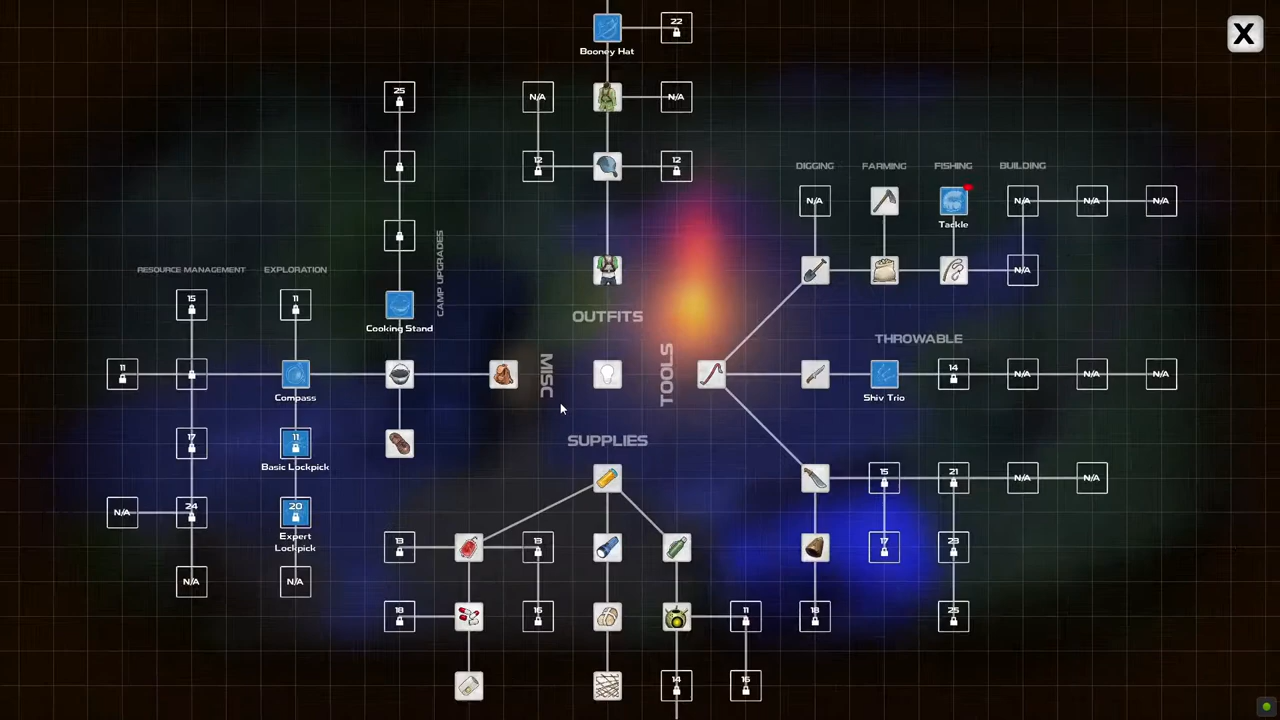 22
X
Booney Hat
25
N/A
N/A
12
12
DIGGING
FARMING
FISHING
BUILDING
N/A
N/A
N/A
N/A
Tackle
RESOURCE MANAGEMENT
EXPLORATION
CAMP UPGRADES
N/A
15
11
Cooking Stand
OUTFITS
THROWABLE
11
Compass
MISC
TOOLS
Shiv Trio
14
N/A
N/A
N/A
17
11
Basic Lockpick
SUPPLIES
15
21
N/A
N/A
N/A
24
20
Expert
Lockpick
13
13
17
23
N/A
N/A
18
16
11
18
25
14
16